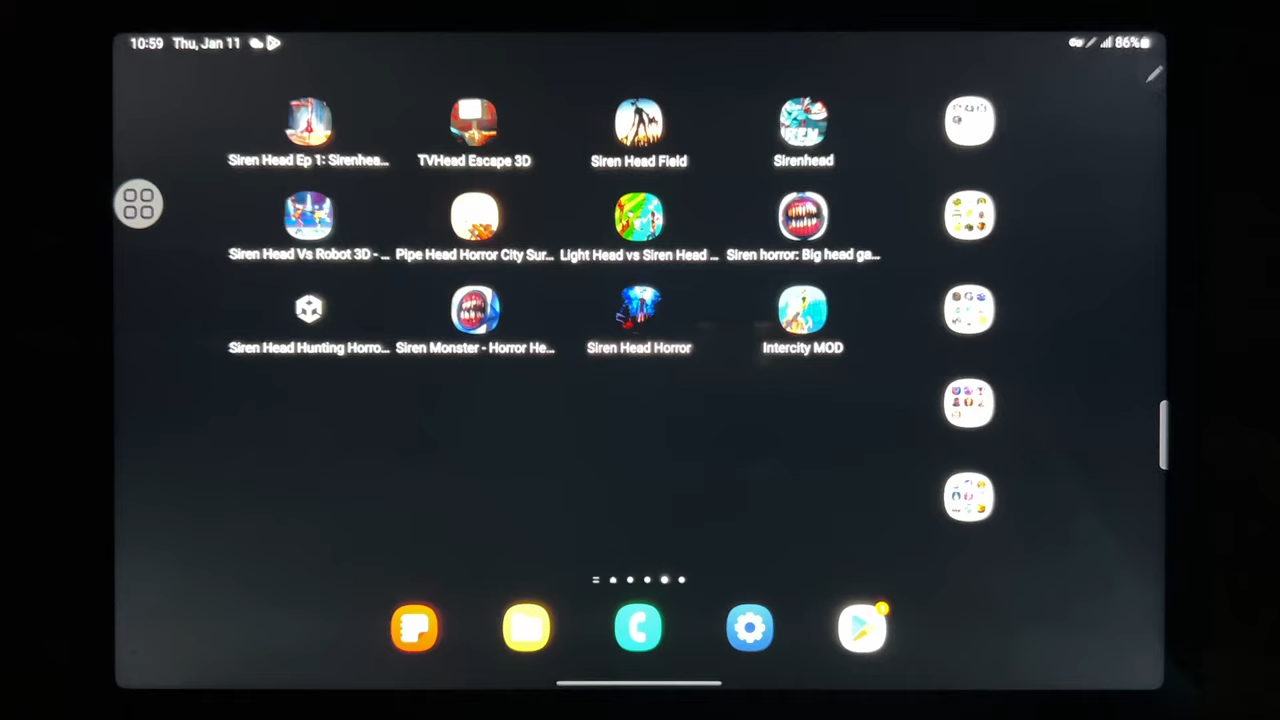 10:59 Thu, Jan 11
86%
Siren Head Ep 1: Sirenhea...
TVHead Escape 3D
Siren Head Field
Sirenhead
Siren Head Vs Robot 3D - ...
Pipe Head Horror City Sur...
Light Head vs Siren Head ...
Siren horror: Big head ga...
Siren Head Hunting Horro...
Siren Monster - Horror He...
Siren Head Horror
Intercity MOD